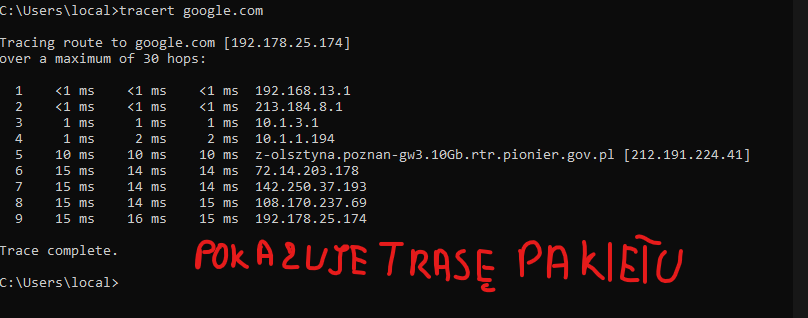 C:\Users\local>tracert google.com
Tracing route to google.com [192.178.25.174]
over a maximum of 30 hops:
1 <1 ms <1 ms <1 ms 192.168.13.1
2 <1 ms <1 ms <1 ms 213.184.8.1
3 1 ms 1 ms 1 ms 10.1.3.1
4 1 ms 2 ms 2 ms 10.1.1.194
5 10 ms 10 ms 10 ms z-olsztyna.poznan-gw3.10Gb.rtr.pionier.gov.pl [212.191.224.41]
6 15 ms 14 ms 14 ms 72.14.203.178
7 15 ms 14 ms 14 ms 142.250.37.193
8 15 ms 14 ms 15 ms 108.170.237.69
9 15 ms 16 ms 15 ms 192.178.25.174
Trace complete.
POKAZUJE TRASĘ PAKIETU
C:\Users\local>